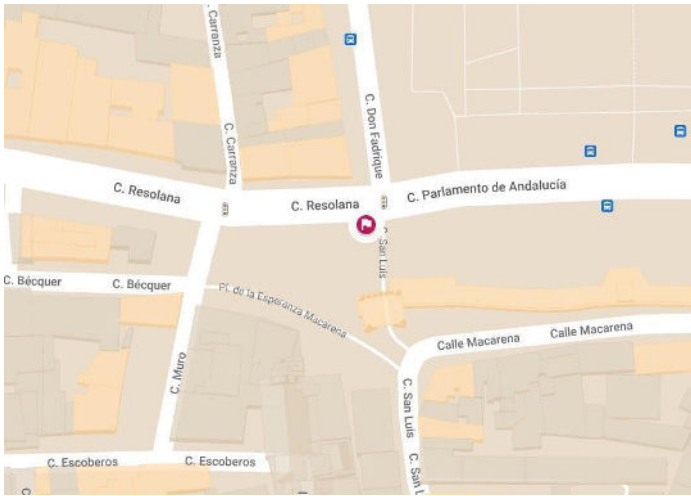 C. Carranza
C. Carranza
C. Don Fadrique
C. Resolana
C. Resolana
C. Parlamento de Andalucía
C. San Luis
C. Bécquer
C. Bécquer
Pl. de la Esperanza Macarena
Calle Macarena
Calle Macarena
C. Muro
C. San Luis
C. San L
C. Escoberos
C. Escoberos